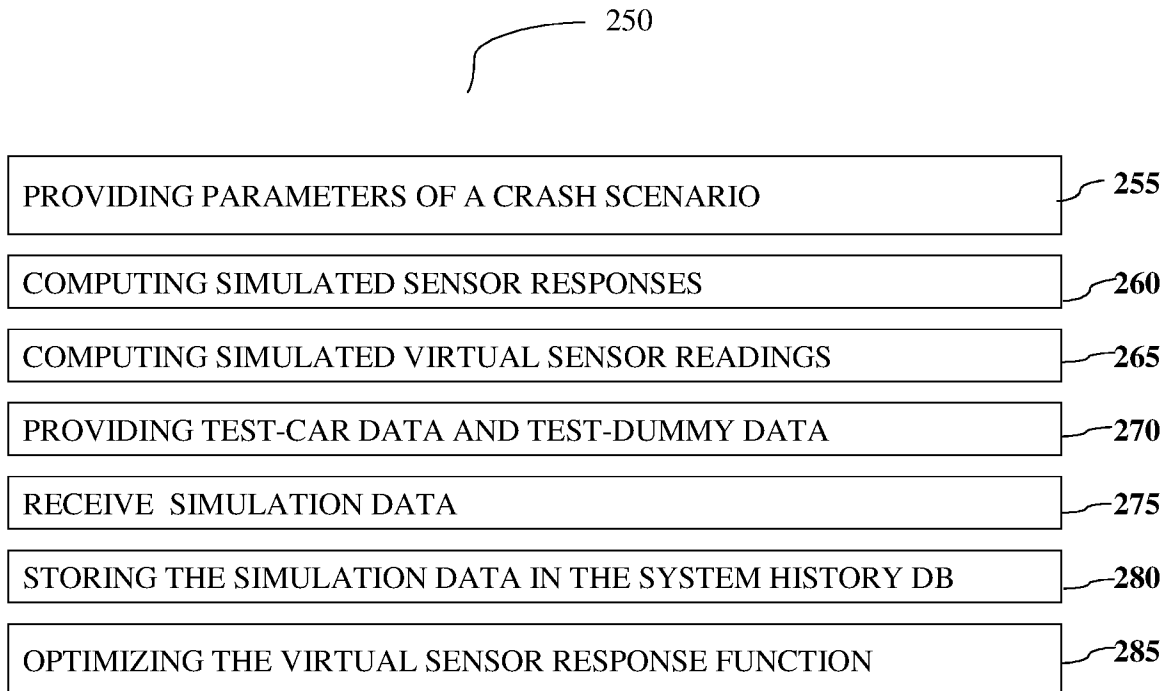 250
PROVIDING PARAMETERS OF A CRASH SCENARIO 255
COMPUTING SIMULATED SENSOR RESPONSES 260
COMPUTING SIMULATED VIRTUAL SENSOR READINGS 265
PROVIDING TEST-CAR DATA AND TEST-DUMMY DATA 270
RECEIVE SIMULATION DATA 275
STORING THE SIMULATION DATA IN THE SYSTEM HISTORY DB 280
OPTIMIZING THE VIRTUAL SENSOR RESPONSE FUNCTION 285